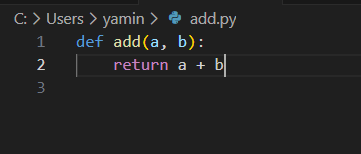 C: > Users > yamin > add.py
1 def add(a, b):
2     return a + b
3